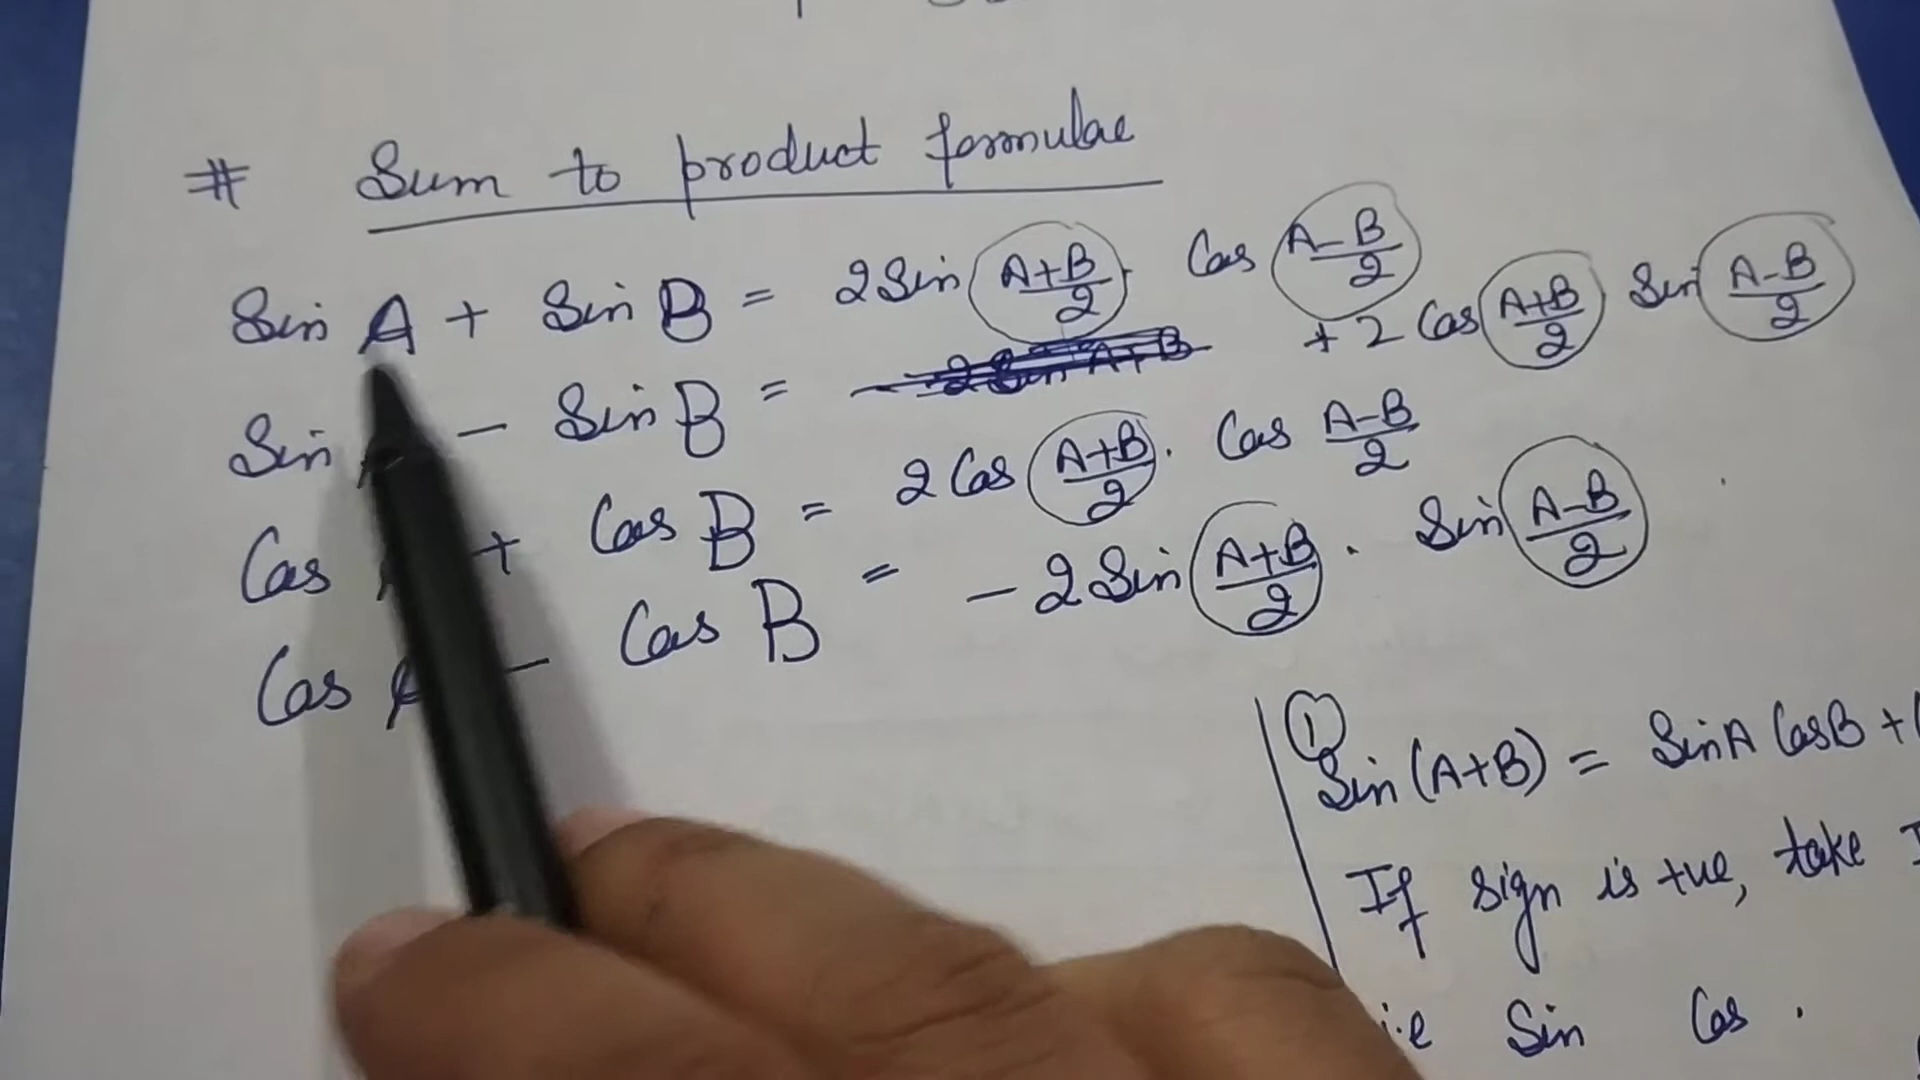 # Sum to product formulae
Sin A + Sin B = 2 Sin (A+B)/2 . Cos (A-B)/2
Sin - Sin B = + 2 Cos (A+B)/2 Sin (A-B)/2
Cos + Cos B = 2 Cos (A+B)/2 . Cos (A-B)/2
Cos A - Cos B = - 2 Sin (A+B)/2 . Sin (A-B)/2
①
Sin (A+B) = Sin A Cos B +
If sign is +ve, take
i.e Sin Cos .